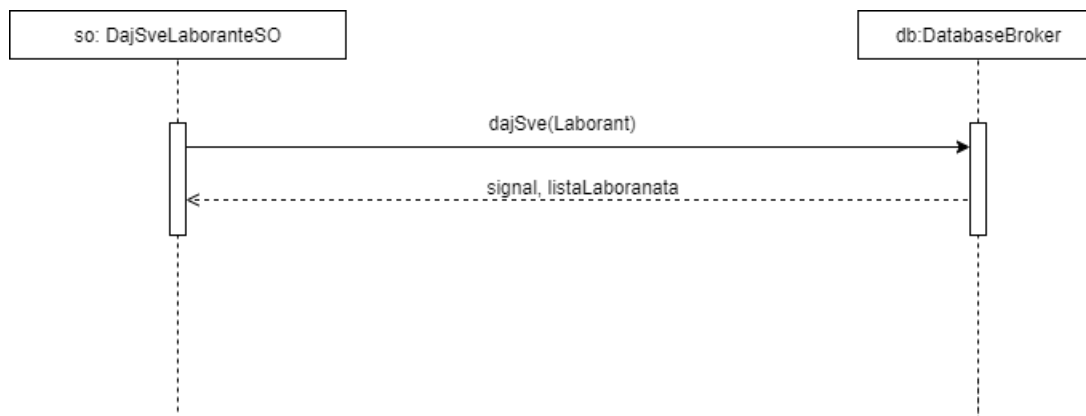 so: DajSveLaboranteSO
db:DatabaseBroker
dajSve(Laborant)
signal, listaLaboranata